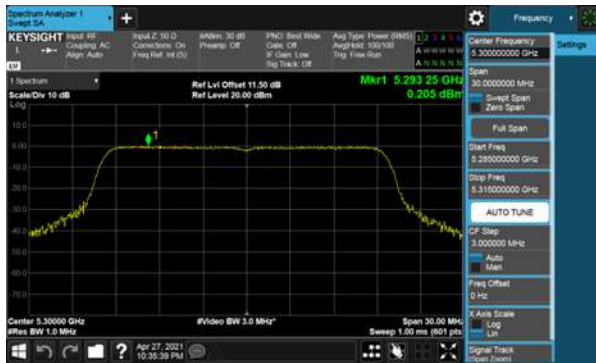 Spectrum Analyzer 1
Swept SA
+
Frequency
KEYSIGHT
Input: RF
Coupling: AC
Align: Auto
Input Z: 50 Ω
Corrections: On
Freq Ref: Int (S)
#Atten: 30 dB
Preamp: Off
PNO: Best Wide
Gate: Off
IF Gain: Low
Sig Track: Off
Avg Type: Power (RMS)
Avg|Hold: 100/100
Trig: Free Run
1 2 3 4 5 6
A W W W W W
A N N N N N
L
1 Spectrum
Scale/Div 10 dB
Log
Ref Lvl Offset 11.50 dB
Ref Level 20.00 dBm
Mkr1 5.293 25 GHz
0.205 dBm
10.0
0.00
-10.0
-20.0
-30.0
-40.0
-50.0
-60.0
-70.0
1
Center 5.30000 GHz
#Res BW 1.0 MHz
#Video BW 3.0 MHz*
Span 30.00 MHz
Sweep 1.00 ms (601 pts)
Apr 27, 2021
10:35:39 PM
Center Frequency
5.300000000 GHz
Span
30.0000000 MHz
Swept Span
Zero Span
Full Span
Start Freq
5.285000000 GHz
Stop Freq
5.315000000 GHz
AUTO TUNE
CF Step
3.000000 MHz
Auto
Man
Freq Offset
0 Hz
X Axis Scale
Log
Lin
Signal Track
(Span Zoom)
Settings